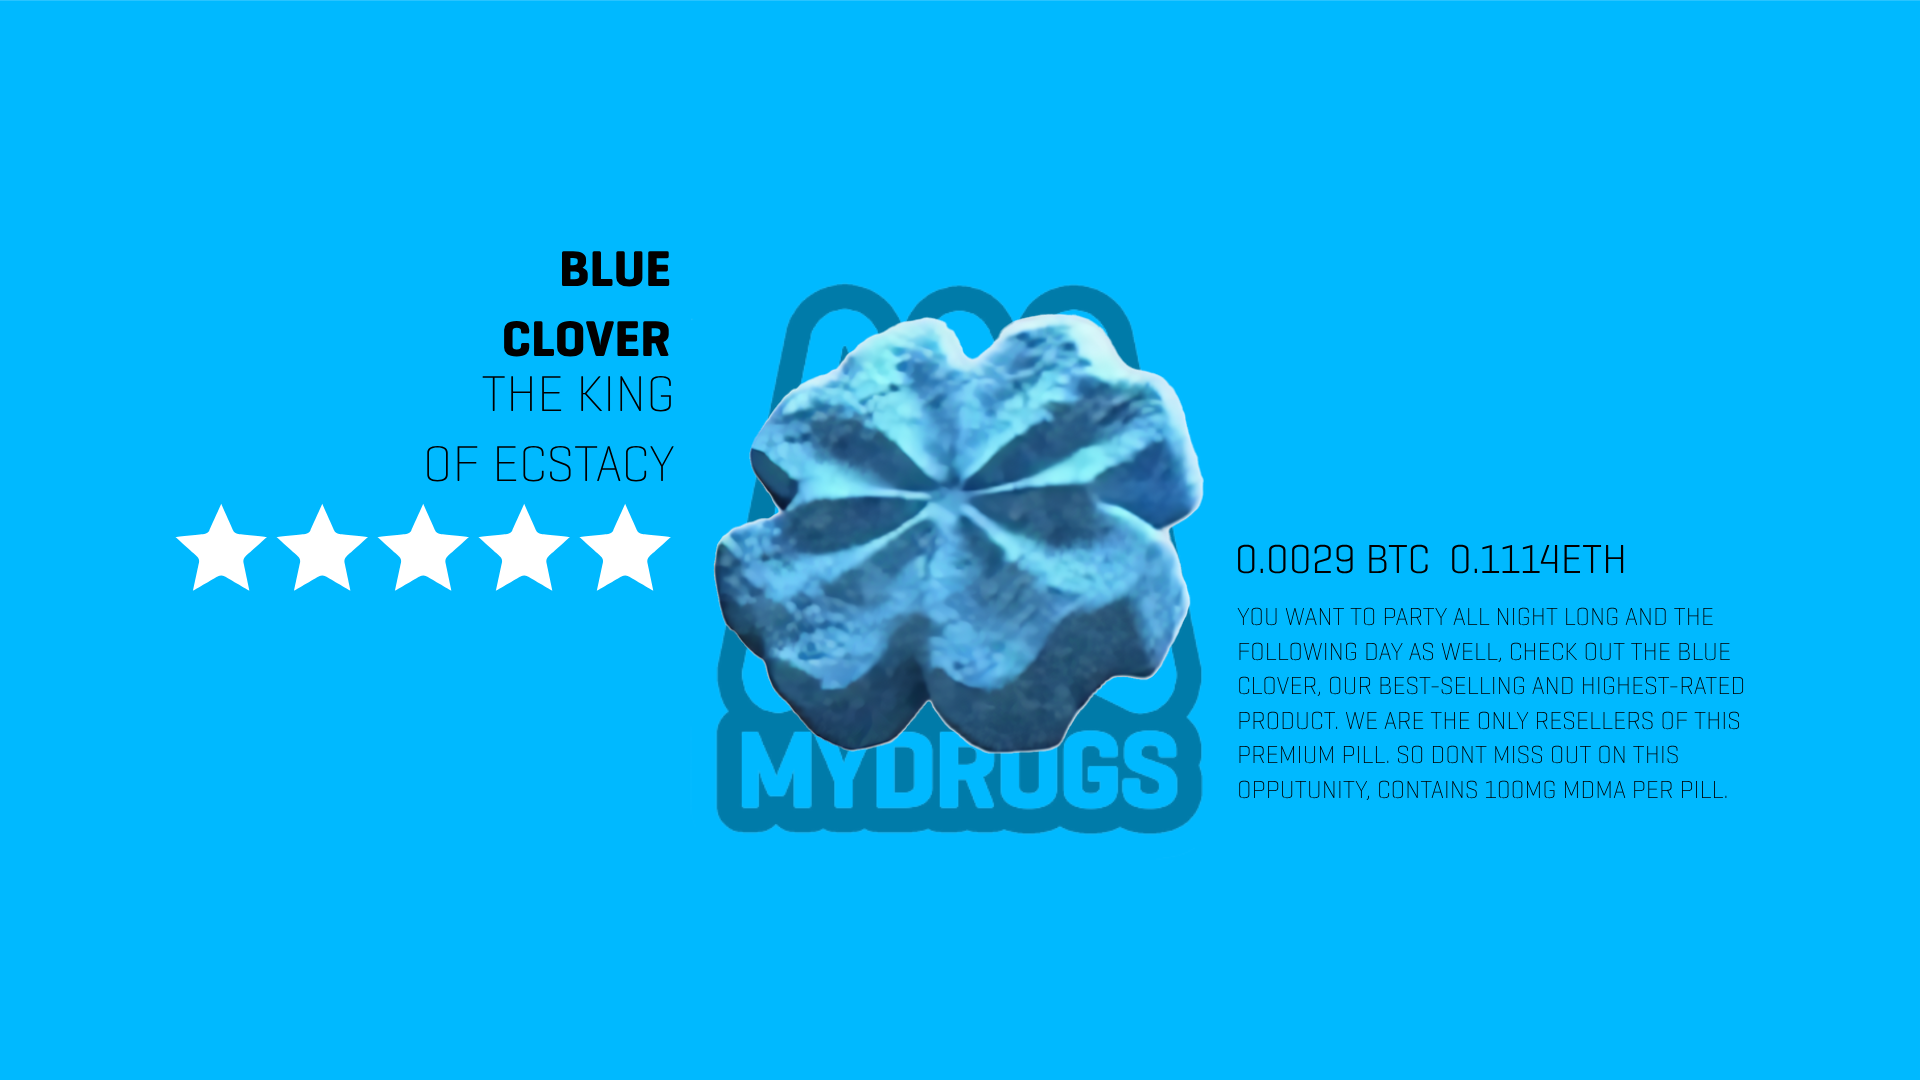 BLUE
CLOVER
THE KING
OF ECSTACY
0.0029 BTC 0.1114ETH
YOU WANT TO PARTY ALL NIGHT LONG AND THE
FOLLOWING DAY AS WELL, CHECK OUT THE BLUE
CLOVER, OUR BEST-SELLING AND HIGHEST-RATED
PRODUCT. WE ARE THE ONLY RESELLERS OF THIS
PREMIUM PILL. SO DONT MISS OUT ON THIS
OPPUTUNITY, CONTAINS 100MG MDMA PER PILL.
MYDRUGS